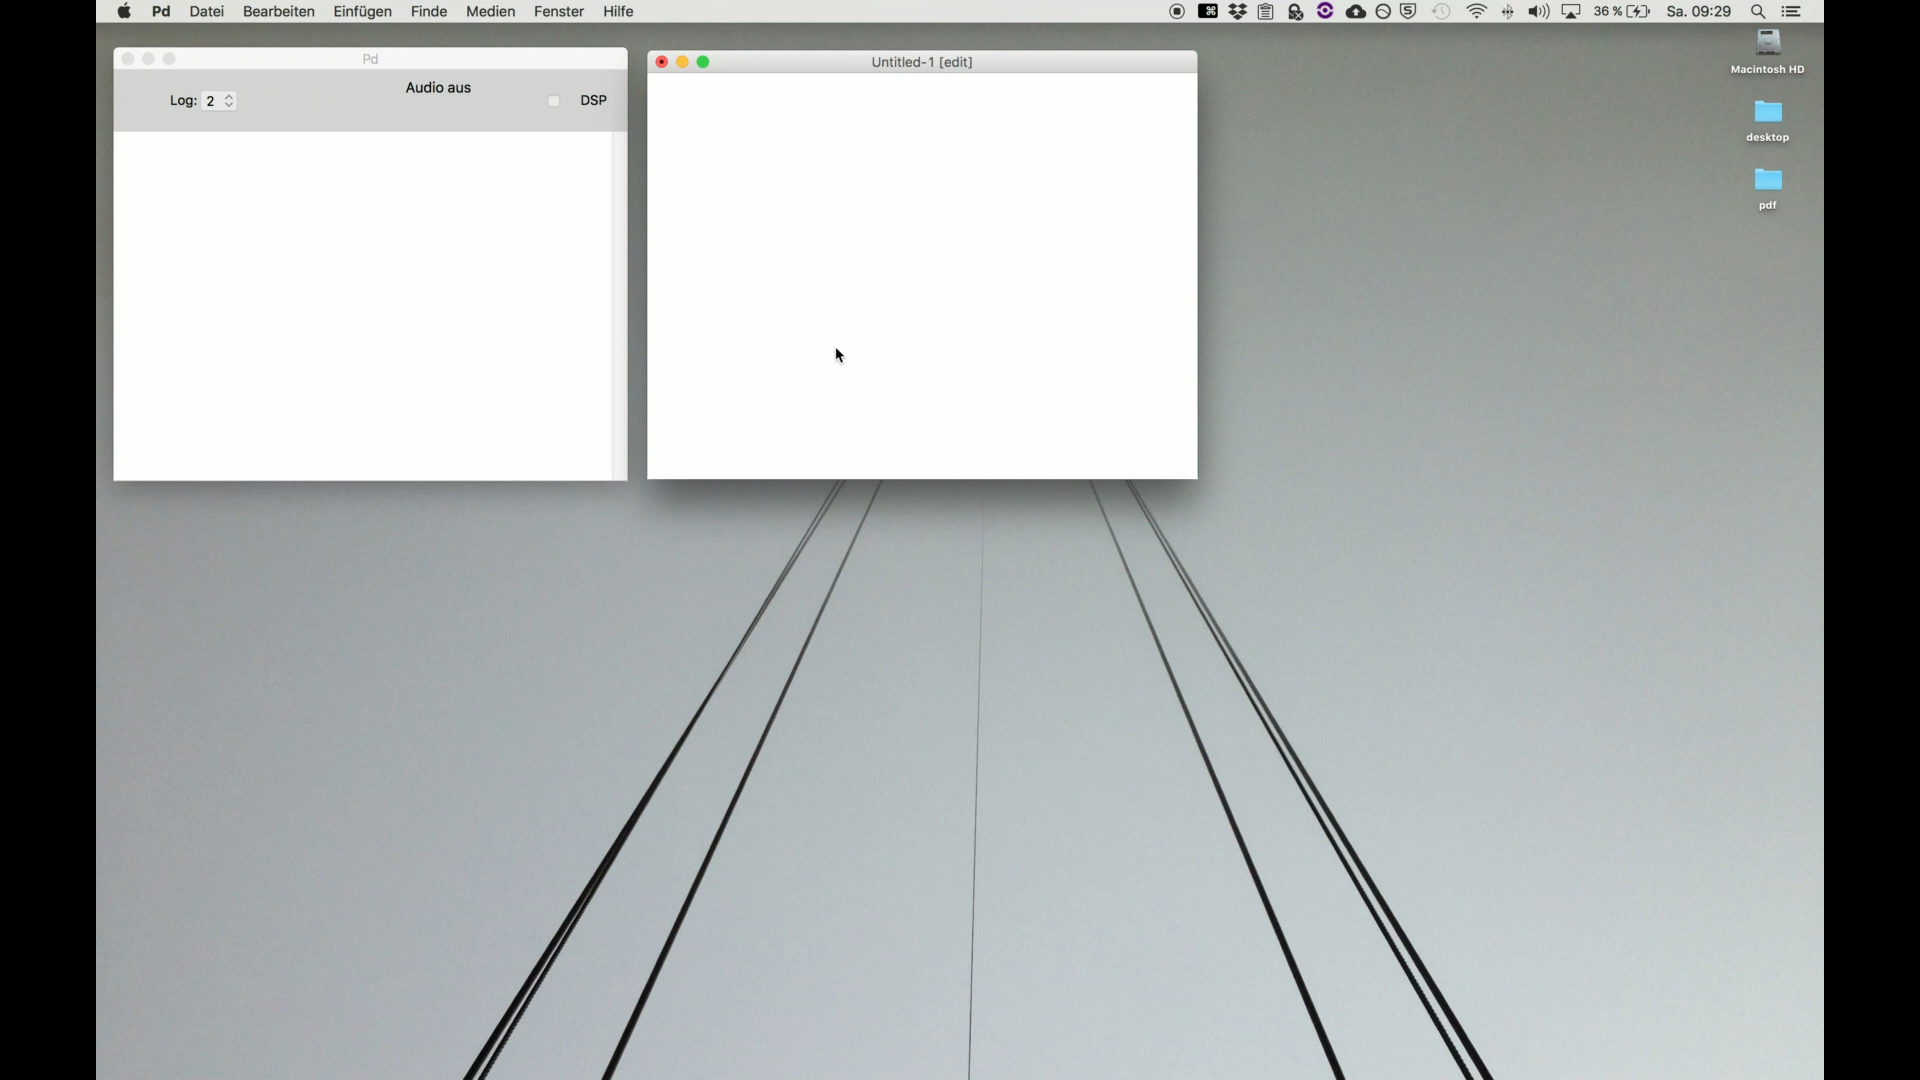 Pd Datei Bearbeiten Einfügen Finde Medien Fenster Hilfe 36 % Sa. 09:29
Pd
Audio aus
Log: 2 DSP
Untitled-1 [edit]
Macintosh HD
desktop
pdf